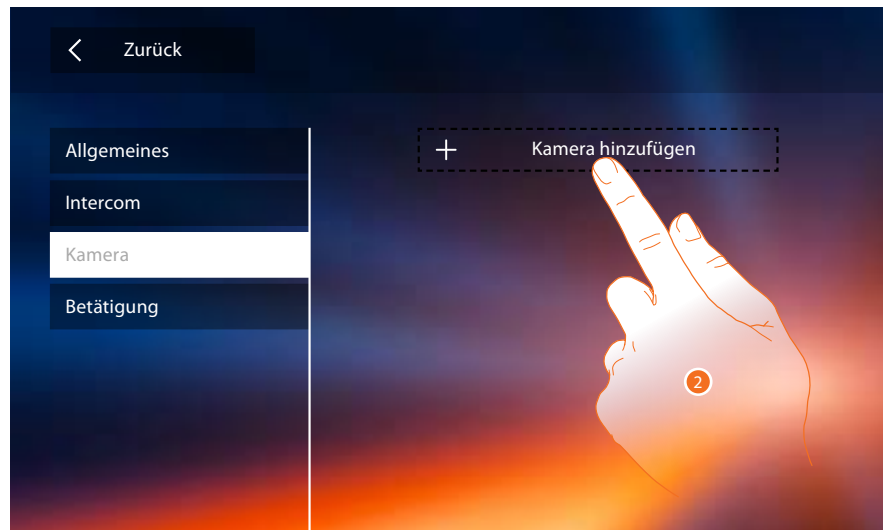 Zurück
Allgemeines
Kamera hinzufügen
Intercom
Kamera
Betätigung
2